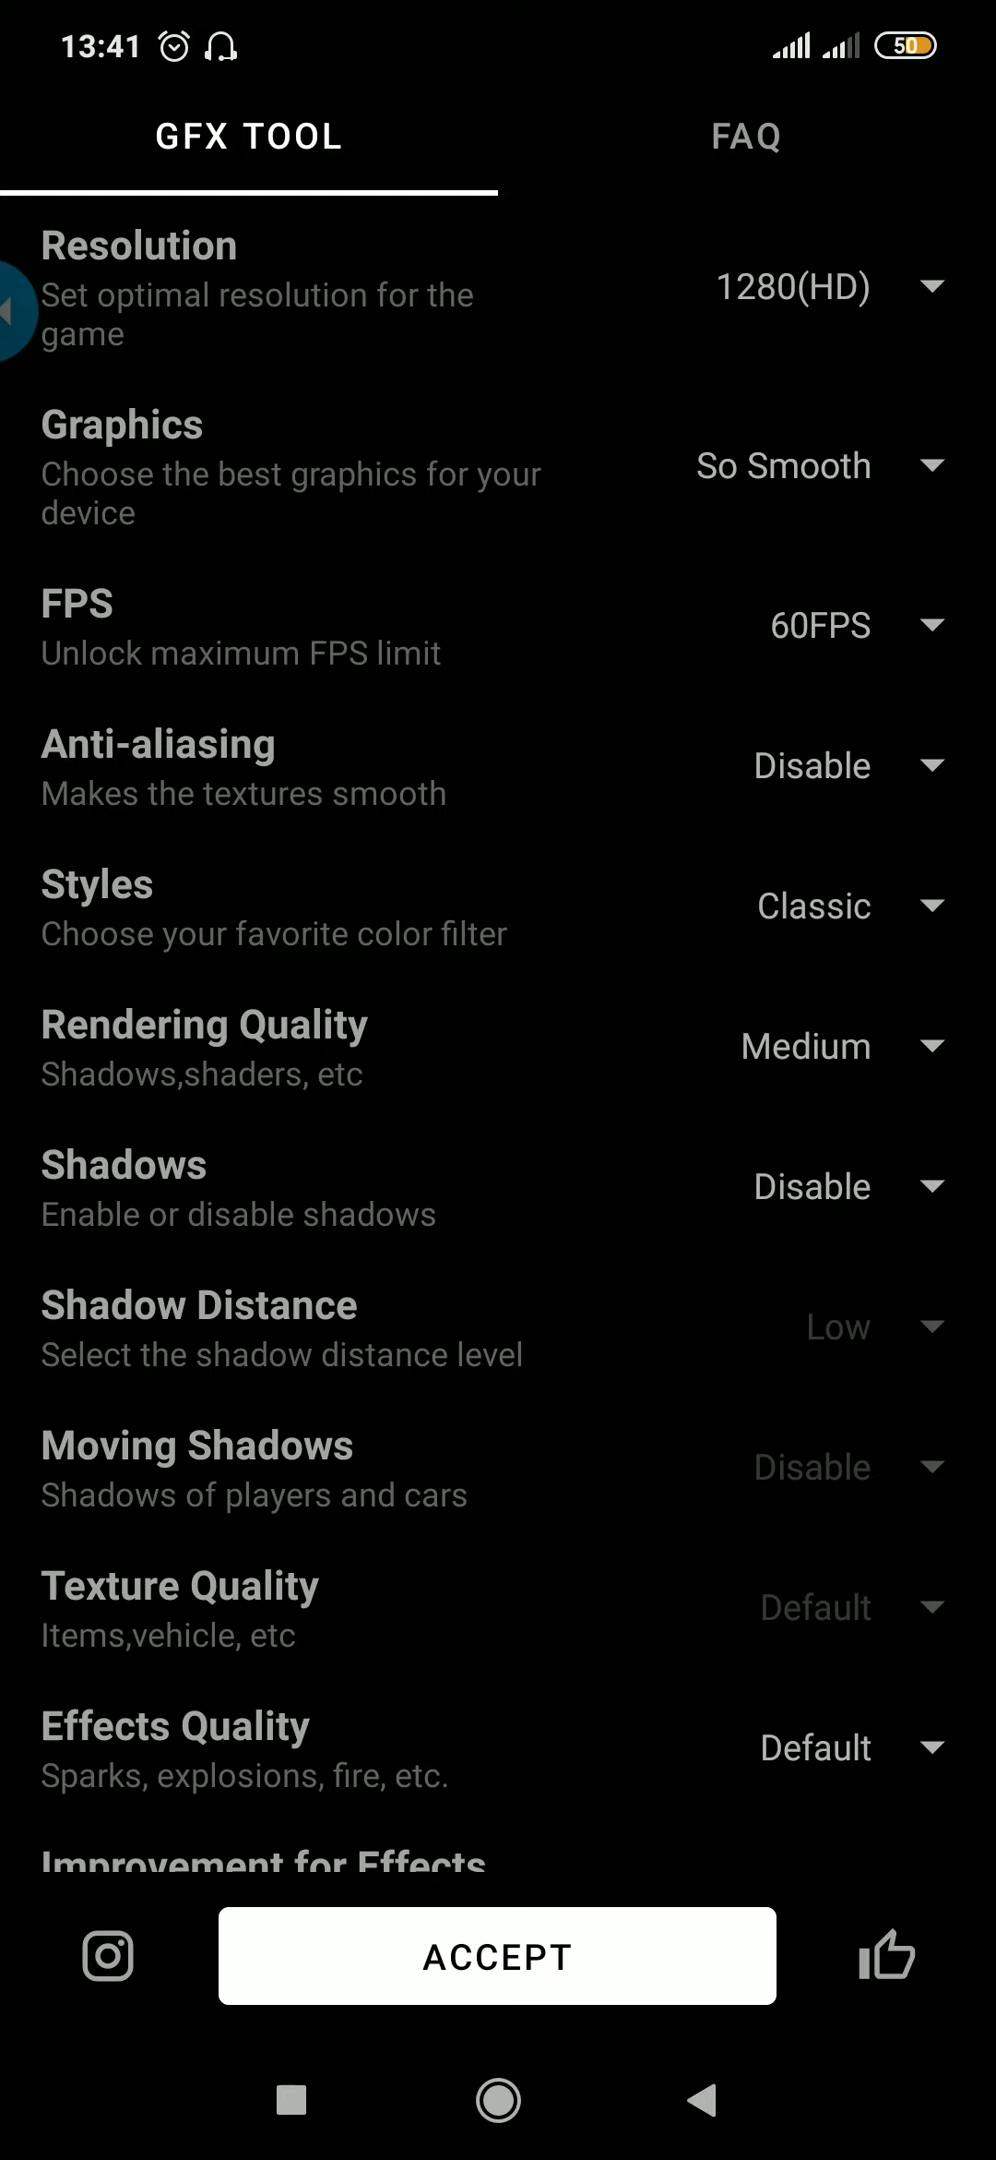 13:41
50
GFX TOOL
FAQ
Resolution
Set optimal resolution for the
game
1280(HD)
Graphics
Choose the best graphics for your
device
So Smooth
FPS
Unlock maximum FPS limit
60FPS
Anti-aliasing
Makes the textures smooth
Disable
Styles
Choose your favorite color filter
Classic
Rendering Quality
Shadows,shaders, etc
Medium
Shadows
Enable or disable shadows
Disable
Shadow Distance
Select the shadow distance level
Low
Moving Shadows
Shadows of players and cars
Disable
Texture Quality
Items,vehicle, etc
Default
Effects Quality
Sparks, explosions, fire, etc.
Default
Improvement for Effects
ACCEPT